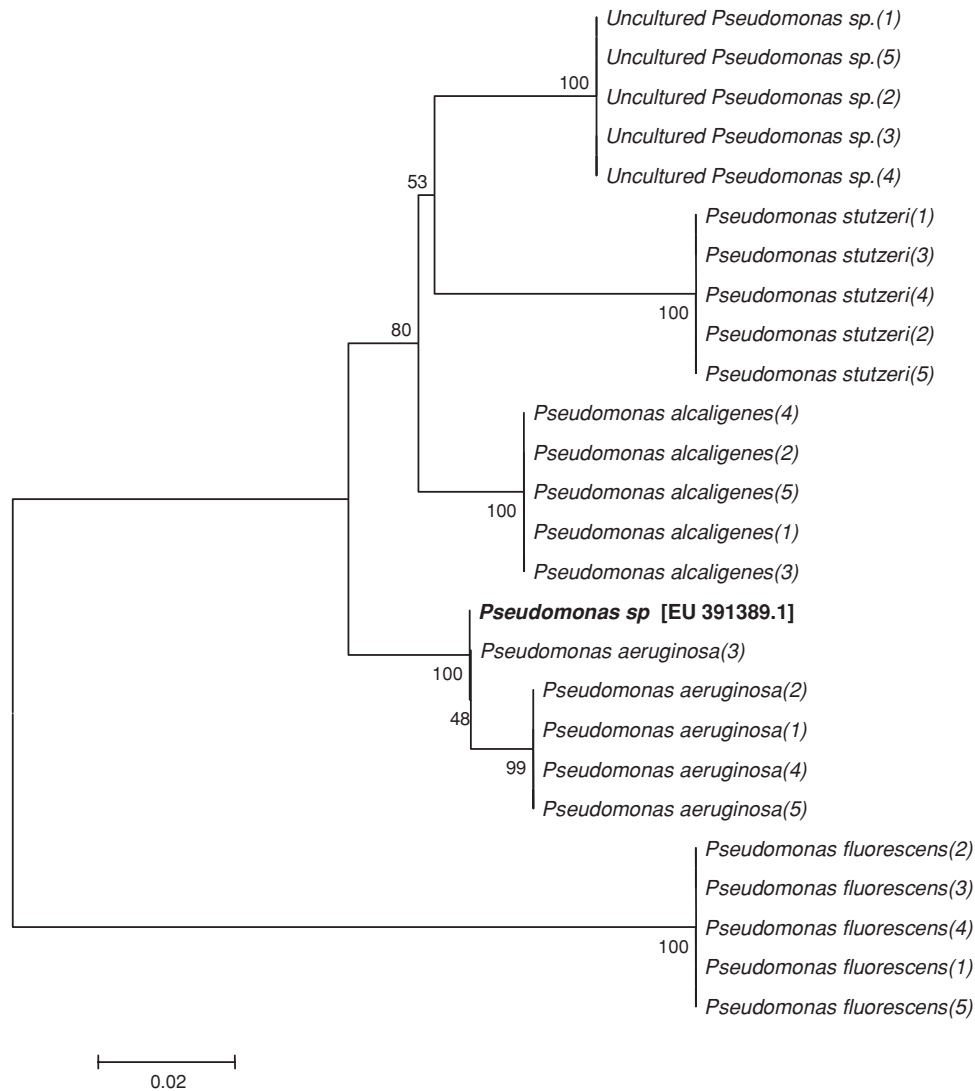 Uncultured Pseudomonas sp.(1)
Uncultured Pseudomonas sp.(5)
100
Uncultured Pseudomonas sp.(2)
Uncultured Pseudomonas sp.(3)
Uncultured Pseudomonas sp.(4)
53
Pseudomonas stutzeri(1)
Pseudomonas stutzeri(3)
Pseudomonas stutzeri(4)
100
Pseudomonas stutzeri(2)
80
Pseudomonas stutzeri(5)
Pseudomonas alcaligenes(4)
Pseudomonas alcaligenes(2)
Pseudomonas alcaligenes(5)
100
Pseudomonas alcaligenes(1)
Pseudomonas alcaligenes(3)
Pseudomonas sp [EU 391389.1]
Pseudomonas aeruginosa(3)
100
Pseudomonas aeruginosa(2)
48
Pseudomonas aeruginosa(1)
99
Pseudomonas aeruginosa(4)
Pseudomonas aeruginosa(5)
Pseudomonas fluorescens(2)
Pseudomonas fluorescens(3)
Pseudomonas fluorescens(4)
100
Pseudomonas fluorescens(1)
Pseudomonas fluorescens(5)
0.02